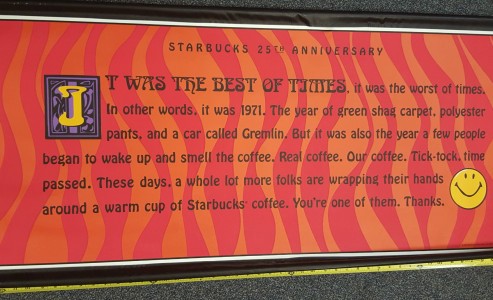 STARBUCKS 25TH ANNIVERSARY
IT WAS THE BEST OF TIMES, it was the worst of times.
In other words, it was 1971. The year of green shag carpet, polyester
pants, and a car called Gremlin. But it was also the year a few people
began to wake up and smell the coffee. Real coffee. Our coffee. Tick-tock, time
passed. These days, a whole lot more folks are wrapping their hands
around a warm cup of Starbucks® coffee. You're one of them. Thanks.